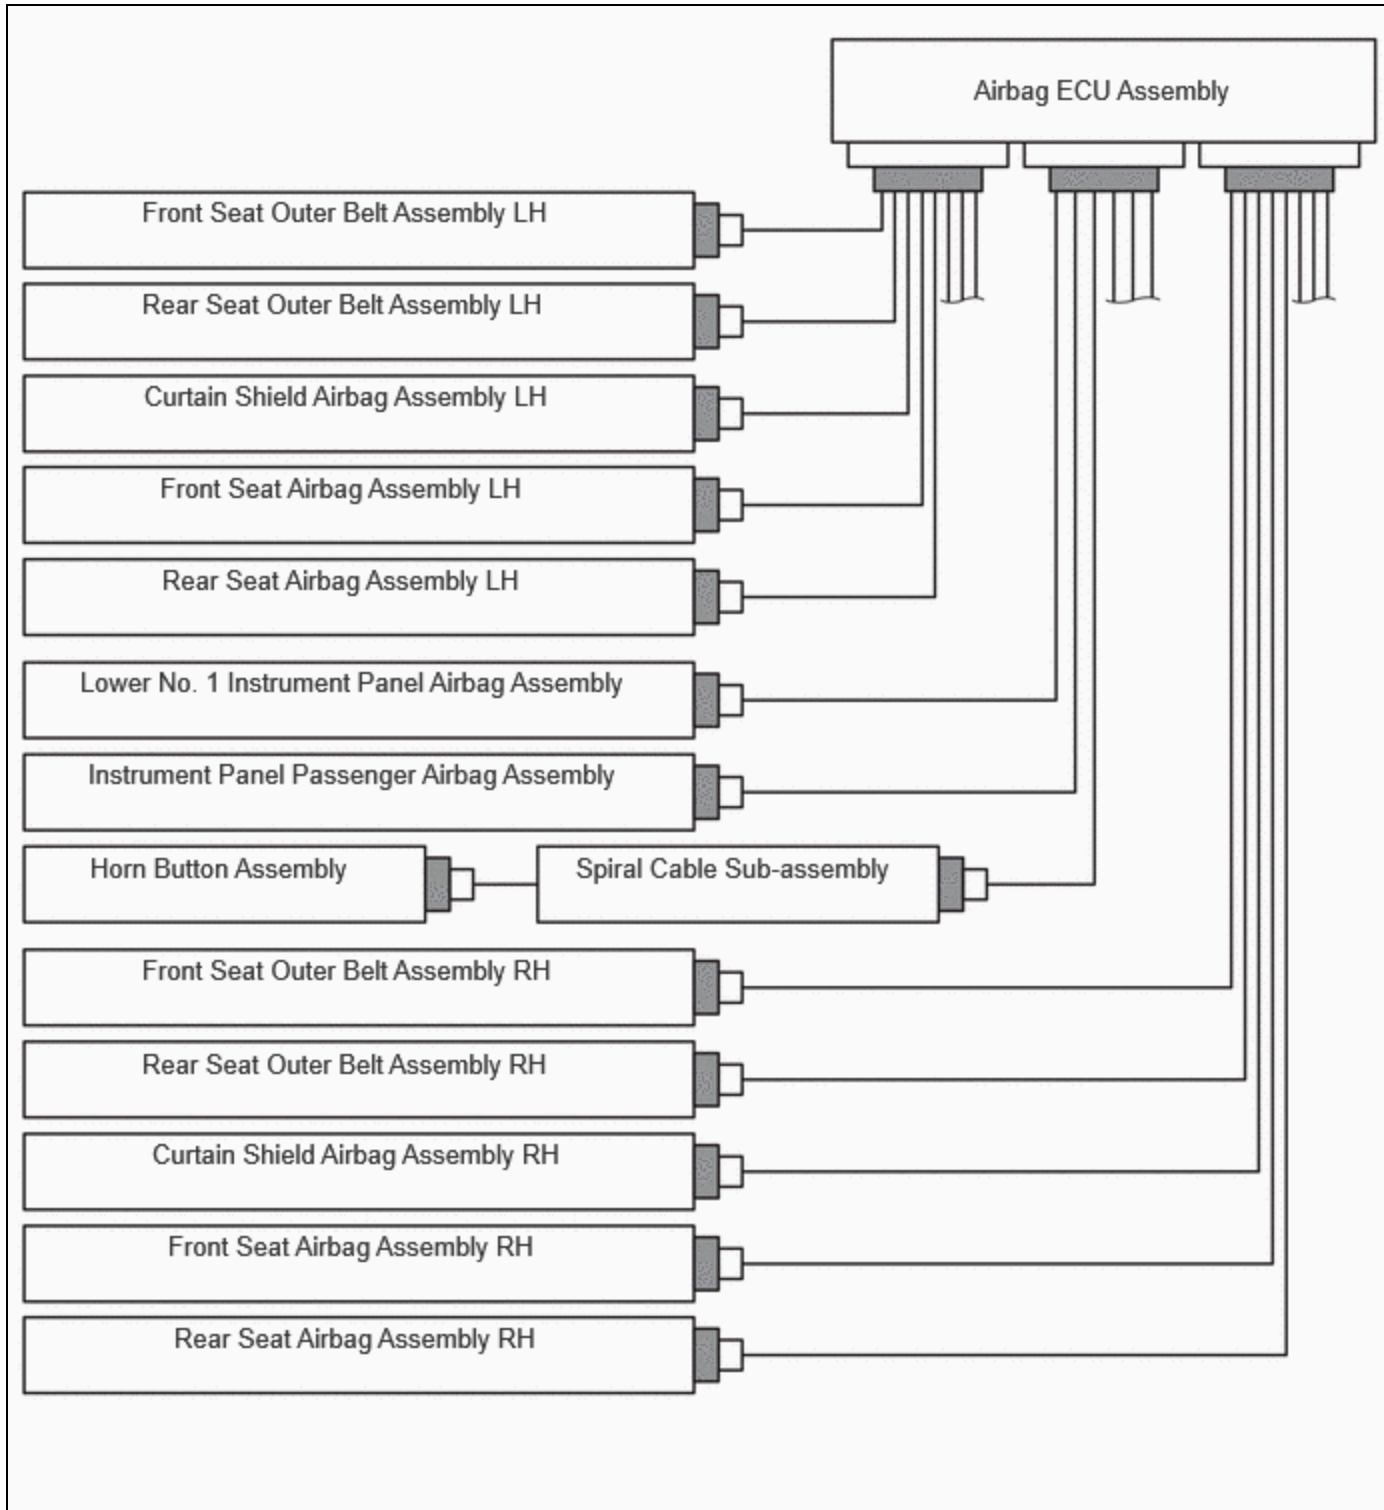 Airbag ECU Assembly
Front Seat Outer Belt Assembly LH
Rear Seat Outer Belt Assembly LH
Curtain Shield Airbag Assembly LH
Front Seat Airbag Assembly LH
Rear Seat Airbag Assembly LH
Lower No. 1 Instrument Panel Airbag Assembly
Instrument Panel Passenger Airbag Assembly
Horn Button Assembly
Spiral Cable Sub-assembly
Front Seat Outer Belt Assembly RH
Rear Seat Outer Belt Assembly RH
Curtain Shield Airbag Assembly RH
Front Seat Airbag Assembly RH
Rear Seat Airbag Assembly RH